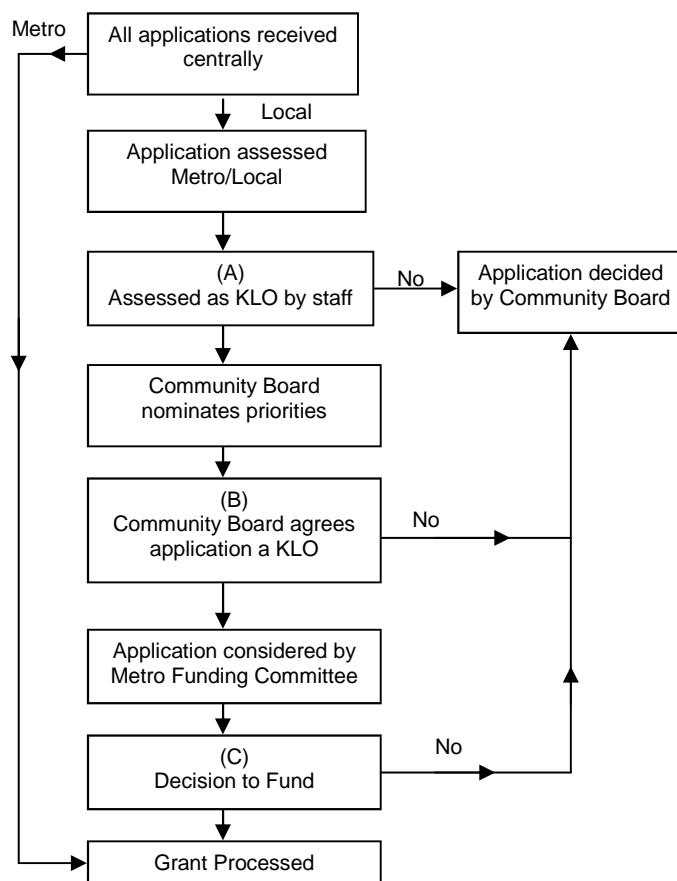 Metro
All applications received
centrally
Local
Application assessed
Metro/Local
(A)
Assessed as KLO by staff
No
Application decided
by Community Board
Community Board
nominates priorities
(B)
Community Board agrees
application a KLO
No
Application considered by
Metro Funding Committee
(C)
Decision to Fund
No
Grant Processed